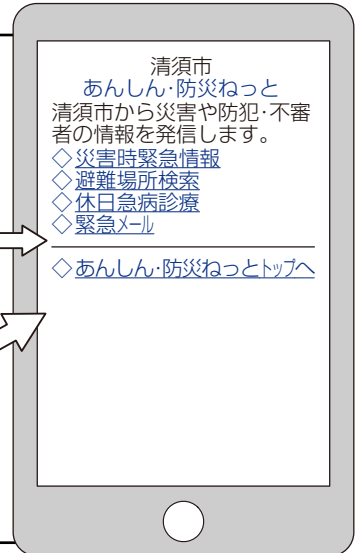 清須市
あんしん・防災ねっと
清須市から災害や防犯・不審
者の情報を発信します。
◇災害時緊急情報
◇避難場所検索
◇休日急病診療
◇緊急ﾒｰﾙ
◇あんしん・防災ねっとﾄｯﾌﾟへ